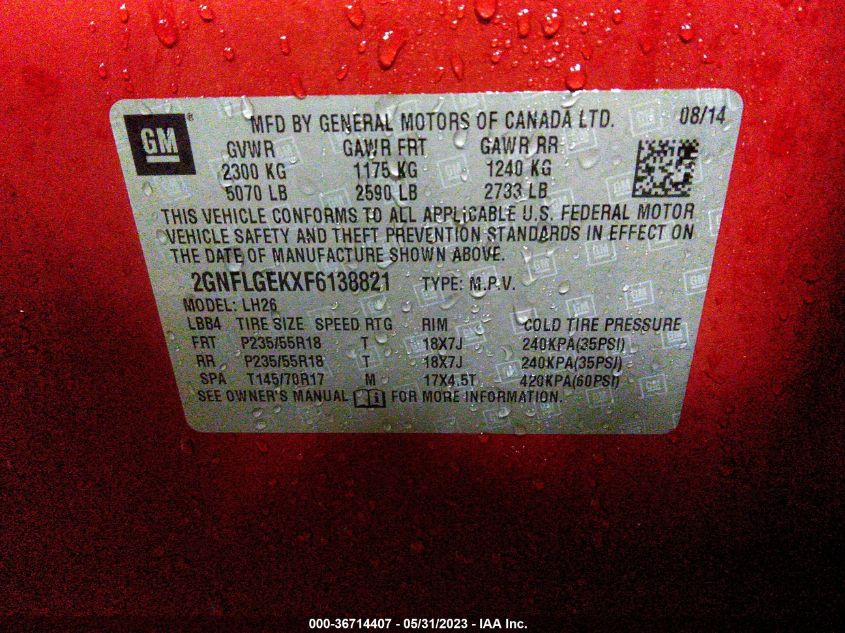 GM® MFD BY GENERAL MOTORS OF CANADA LTD. 08/14
GVWR GAWR FRT GAWR RR
2300 KG 1175 KG 1240 KG
5070 LB 2590 LB 2733 LB
THIS VEHICLE CONFORMS TO ALL APPLICABLE U.S. FEDERAL MOTOR
VEHICLE SAFETY AND THEFT PREVENTION STANDARDS IN EFFECT ON
THE DATE OF MANUFACTURE SHOWN ABOVE.
2GNFLGEKXF6138821 TYPE: M.P.V.
MODEL: LH26
LBB4 TIRE SIZE SPEED RTG RIM COLD TIRE PRESSURE
FRT P235/55R18 T 18X7J 240KPA(35PSI)
RR P235/55R18 T 18X7J 240KPA(35PSI)
SPA T145/70R17 M 17X4.5T 420KPA(60PSI)
SEE OWNER'S MANUAL FOR MORE INFORMATION.
000-36714407 - 05/31/2023 - IAA Inc.